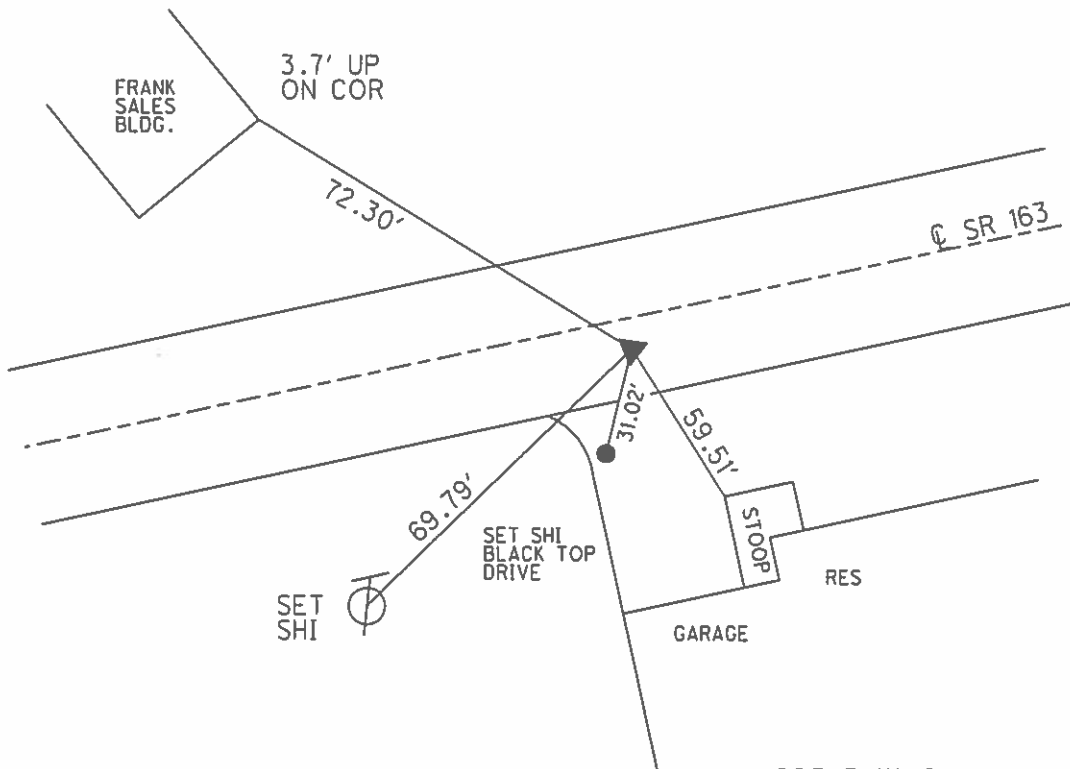 3.7' UP
ON COR
FRANK
SALES
BLDG.
72.30'
℄ SR 163
31.02'
59.51'
69.79'
SET SHI
BLACK TOP
DRIVE
STOOP
RES
SET
SHI
GARAGE